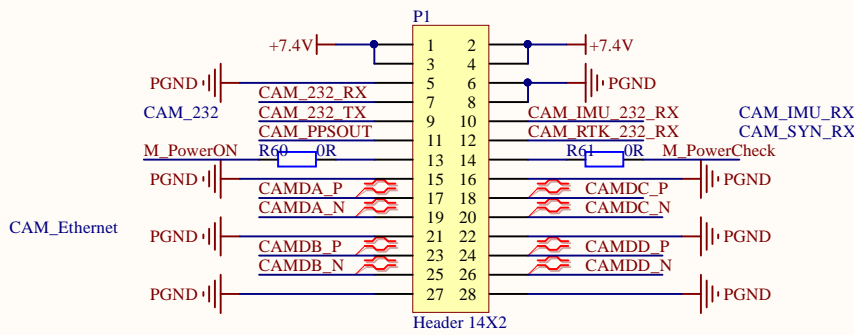 P1
+7.4V 1 2 +7.4V
3 4
PGND 5 6 PGND
CAM_232_RX 7 8
CAM_232 CAM_232_TX 9 10 CAM_IMU_232_RX CAM_IMU_RX
CAM_PPSOUT 11 12 CAM_RTK_232_RX CAM_SYN_RX
M_PowerON R60 0R 13 14 R61 0R M_PowerCheck
PGND 15 16 PGND
CAMDA_P 17 18 CAMDC_P
CAMDA_N 19 20 CAMDC_N
CAM_Ethernet PGND 21 22 PGND
CAMDB_P 23 24 CAMDD_P
CAMDB_N 25 26 CAMDD_N
PGND 27 28 PGND
Header 14X2